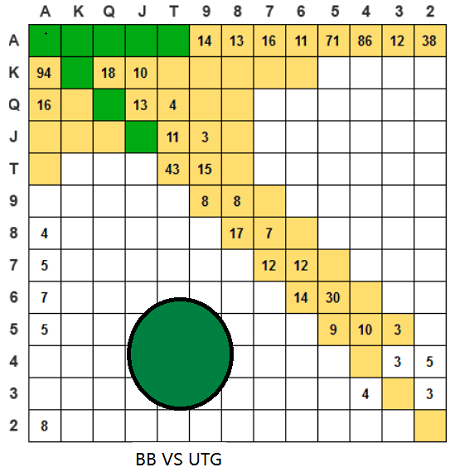 A K Q J T 9 8 7 6 5 4 3 2
A 14 13 16 11 71 86 12 38
K 94 18 10
Q 16 13 4
J 11 3
T 43 15
9 8 8
8 4 17 7
7 5 12 12
6 7 14 30
5 5 9 10 3
4 3 5
3 4 3
2 8
BB VS UTG